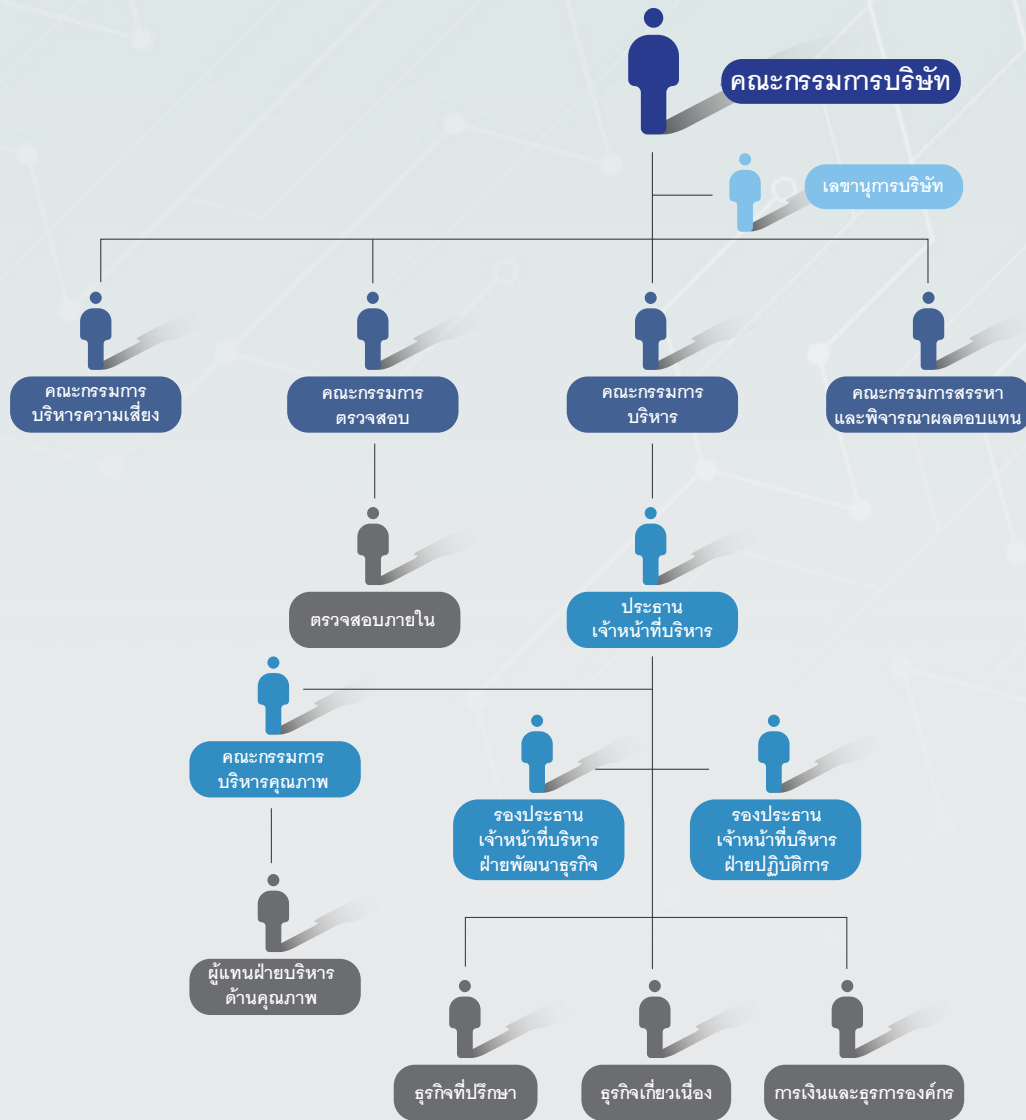 คณะกรรมการบริษัท
เลขานุการบริษัท
คณะกรรมการ
บริหารความเสี่ยง
คณะกรรมการ
ตรวจสอบ
คณะกรรมการ
บริหาร
คณะกรรมการสรรหา
และพิจารณาผลตอบแทน
ตรวจสอบภายใน
ประธาน
เจ้าหน้าที่บริหาร
คณะกรรมการ
บริหารคุณภาพ
รองประธาน
เจ้าหน้าที่บริหาร
ฝ่ายพัฒนาธุรกิจ
รองประธาน
เจ้าหน้าที่บริหาร
ฝ่ายปฏิบัติการ
ผู้แทนฝ่ายบริหาร
ด้านคุณภาพ
ธุรกิจที่ปรึกษา
ธุรกิจเกี่ยวเนื่อง
การเงินและธุรการองค์กร